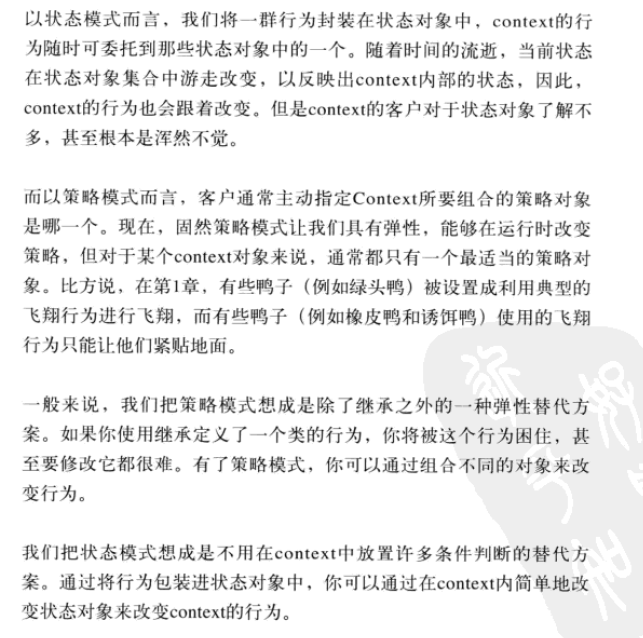 以状态模式而言，我们将一群行为封装在状态对象中，context的行
为随时可委托到那些状态对象中的一个。随着时间的流逝，当前状态
在状态对象集合中游走改变，以反映出context内部的状态，因此，
context的行为也会跟着改变。但是context的客户对于状态对象了解不
多，甚至根本是浑然不觉。
而以策略模式而言，客户通常主动指定Context所要组合的策略对象
是哪一个。现在，固然策略模式让我们具有弹性，能够在运行时改变
策略，但对于某个context对象来说，通常都只有一个最适当的策略对
象。比方说，在第1章，有些鸭子（例如绿头鸭）被设置成利用典型的
飞翔行为进行飞翔，而有些鸭子（例如橡皮鸭和诱饵鸭）使用的飞翔
行为只能让他们紧贴地面。
一般来说，我们把策略模式想成是除了继承之外的一种弹性替代方
案。如果你使用继承定义了一个类的行为，你将被这个行为困住，甚
至要修改它都很难。有了策略模式，你可以通过组合不同的对象来改
变行为。
我们把状态模式想成是不用在context中放置许多条件判断的替代方
案。通过将行为包装进状态对象中，你可以通过在context内简单地改
变状态对象来改变context的行为。